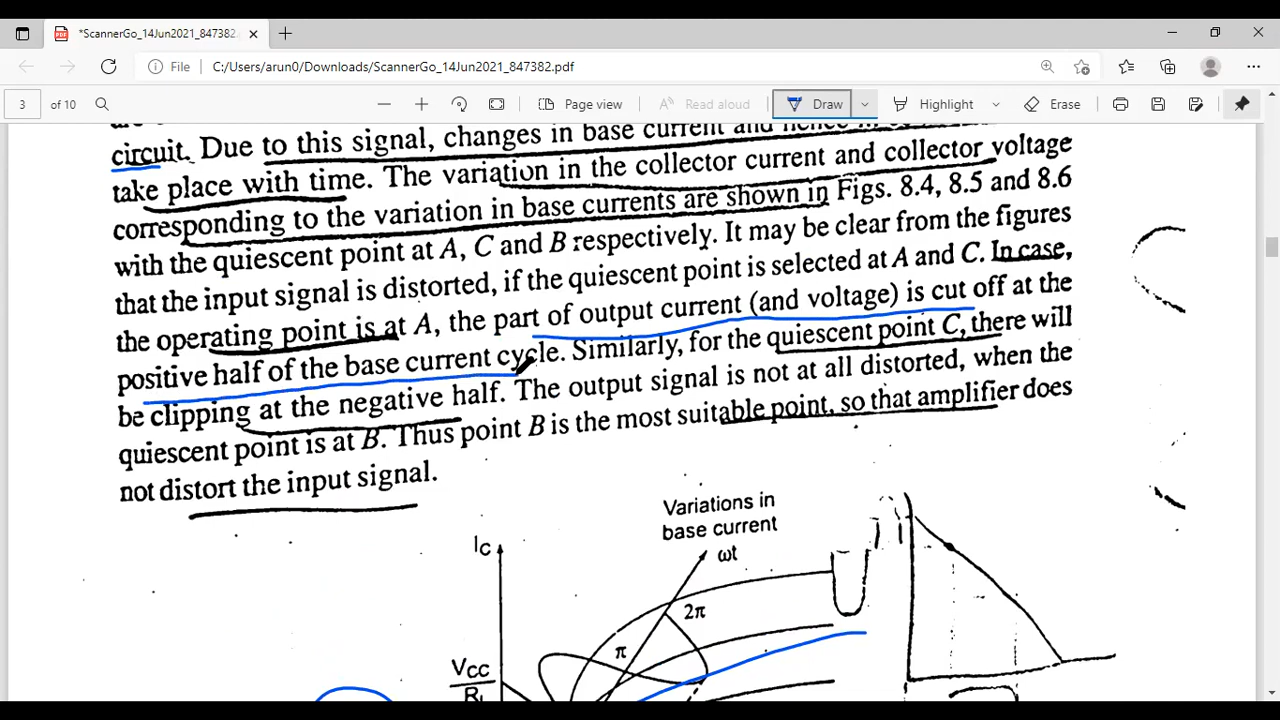 *ScannerGo_14Jun2021_847382.
File C:/Users/arun0/Downloads/ScannerGo_14Jun2021_847382.pdf
3 of 10 Page view Read aloud Draw Highlight Erase
circuit. Due to this signal, changes in base current and hence in
take place with time. The variation in the collector current and collector voltage
corresponding to the variation in base currents are shown in Figs. 8.4, 8.5 and 8.6
with the quiescent point at A, C and B respectively. It may be clear from the figures
that the input signal is distorted, if the quiescent point is selected at A and C. In case,
the operating point is at A, the part of output current (and voltage) is cut off at the
positive half of the base current cycle. Similarly, for the quiescent point C, there will
be clipping at the negative half. The output signal is not at all distorted, when the
quiescent point is at B. Thus point B is the most suitable point, so that amplifier does
not distort the input signal.
Variations in
base current
IC
ωt
2π
π
VCC